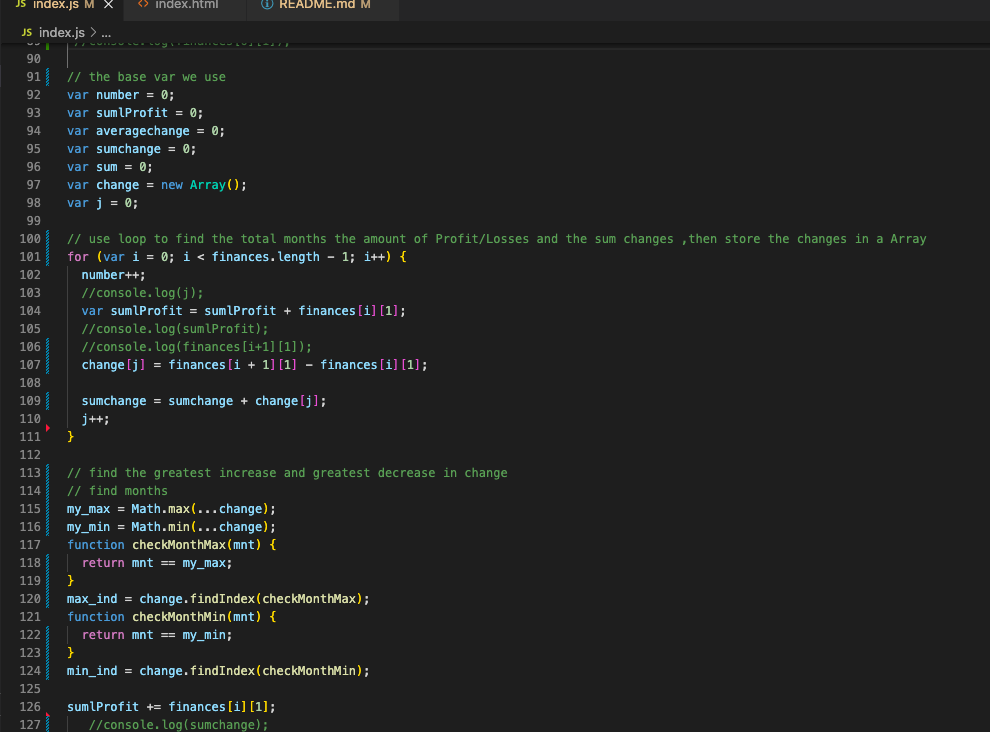 JS index.js M × <> index.html ⓘ README.md M
JS index.js > ...
89 //console.log(finances[0][1]);
90
91 // the base var we use
92 var number = 0;
93 var sumlProfit = 0;
94 var averagechange = 0;
95 var sumchange = 0;
96 var sum = 0;
97 var change = new Array();
98 var j = 0;
99
100 // use loop to find the total months the amount of Profit/Losses and the sum changes ,then store the changes in a Array
101 for (var i = 0; i < finances.length - 1; i++) {
102 number++;
103 //console.log(j);
104 var sumlProfit = sumlProfit + finances[i][1];
105 //console.log(sumlProfit);
106 //console.log(finances[i+1][1]);
107 change[j] = finances[i + 1][1] - finances[i][1];
108
109 sumchange = sumchange + change[j];
110 j++;
111 }
112
113 // find the greatest increase and greatest decrease in change
114 // find months
115 my_max = Math.max(...change);
116 my_min = Math.min(...change);
117 function checkMonthMax(mnt) {
118 return mnt == my_max;
119 }
120 max_ind = change.findIndex(checkMonthMax);
121 function checkMonthMin(mnt) {
122 return mnt == my_min;
123 }
124 min_ind = change.findIndex(checkMonthMin);
125
126 sumlProfit += finances[i][1];
127 //console.log(sumchange);